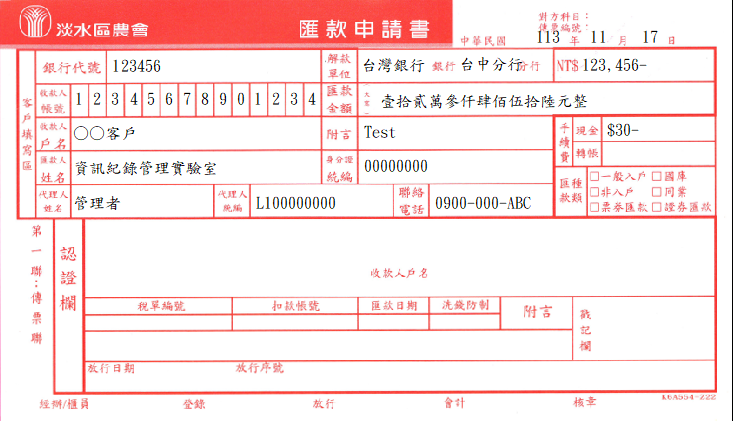 淡水區農會 匯款申請書
對方科目：
傳票編號：
中華民國 113 年 11 月 17 日
銀行代號 123456 解款單位 台灣銀行 銀行 台中分行 分行 NT$ 123,456-
客戶填寫區
收款人帳號 1 2 3 4 5 6 7 8 9 0 1 2 3 4 匯款金額 大寫 壹拾貳萬參仟肆佰伍拾陸元整
收款人戶名 〇〇客戶 附言 Test 手續費 現金 $30-
轉帳
匯款人姓名 資訊紀錄管理實驗室 身分證統編 00000000
匯種類 □一般入戶 □國庫
□非入戶 □同業
□票券匯款 □證券匯款
代理人姓名 管理者 代理人統編 L100000000 聯絡電話 0900-000-ABC
第一聯：傳票聯
認證欄
收款人戶名
稅單編號 扣款帳號 匯款日期 洗錢防制 附言 戳記欄
放行日期 放行序號
K6A554-Z22
經辦/櫃員 登錄 放行 會計 核章